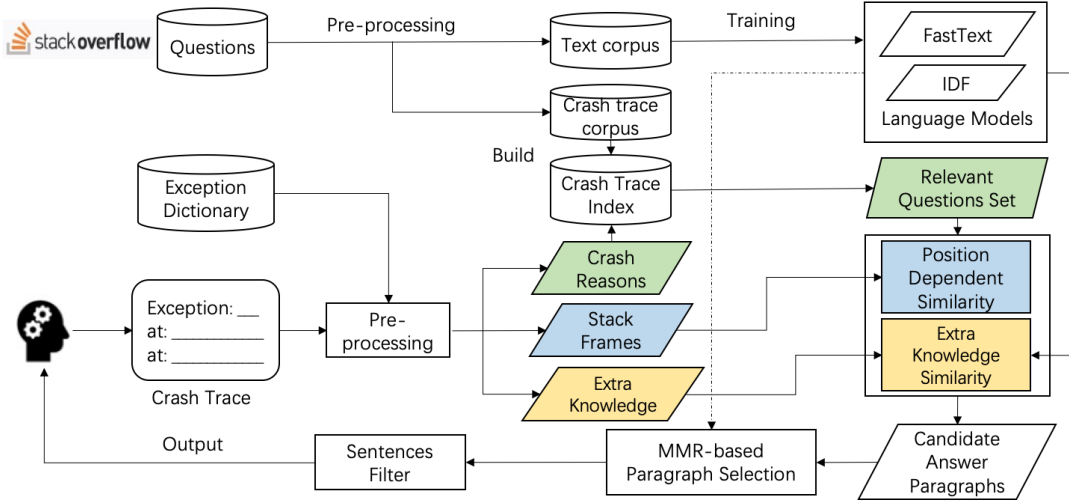 stackoverflow
Questions
Pre-processing
Text corpus
Training
FastText
IDF
Language Models
Crash trace
corpus
Build
Exception
Dictionary
Crash Trace
Index
Relevant
Questions Set
Crash
Reasons
Position
Dependent
Similarity
Exception: __
at: __________
at: __________
Crash Trace
Pre-
processing
Stack
Frames
Extra
Knowledge
Similarity
Extra
Knowledge
Output
Sentences
Filter
MMR-based
Paragraph Selection
Candidate
Answer
Paragraphs